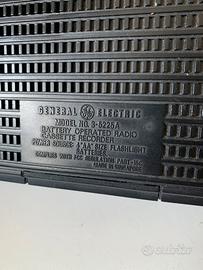 GENERAL GE ELECTRIC
MODEL NO. 3-5225A
BATTERY OPERATED RADIO
CASSETTE RECORDER
POWER SOURCE: 4"AA" SIZE FLASHLIGHT
BATTERIES
COMPLIES WITH FCC REGULATION PART-15.
MADE IN SINGAPORE
subito